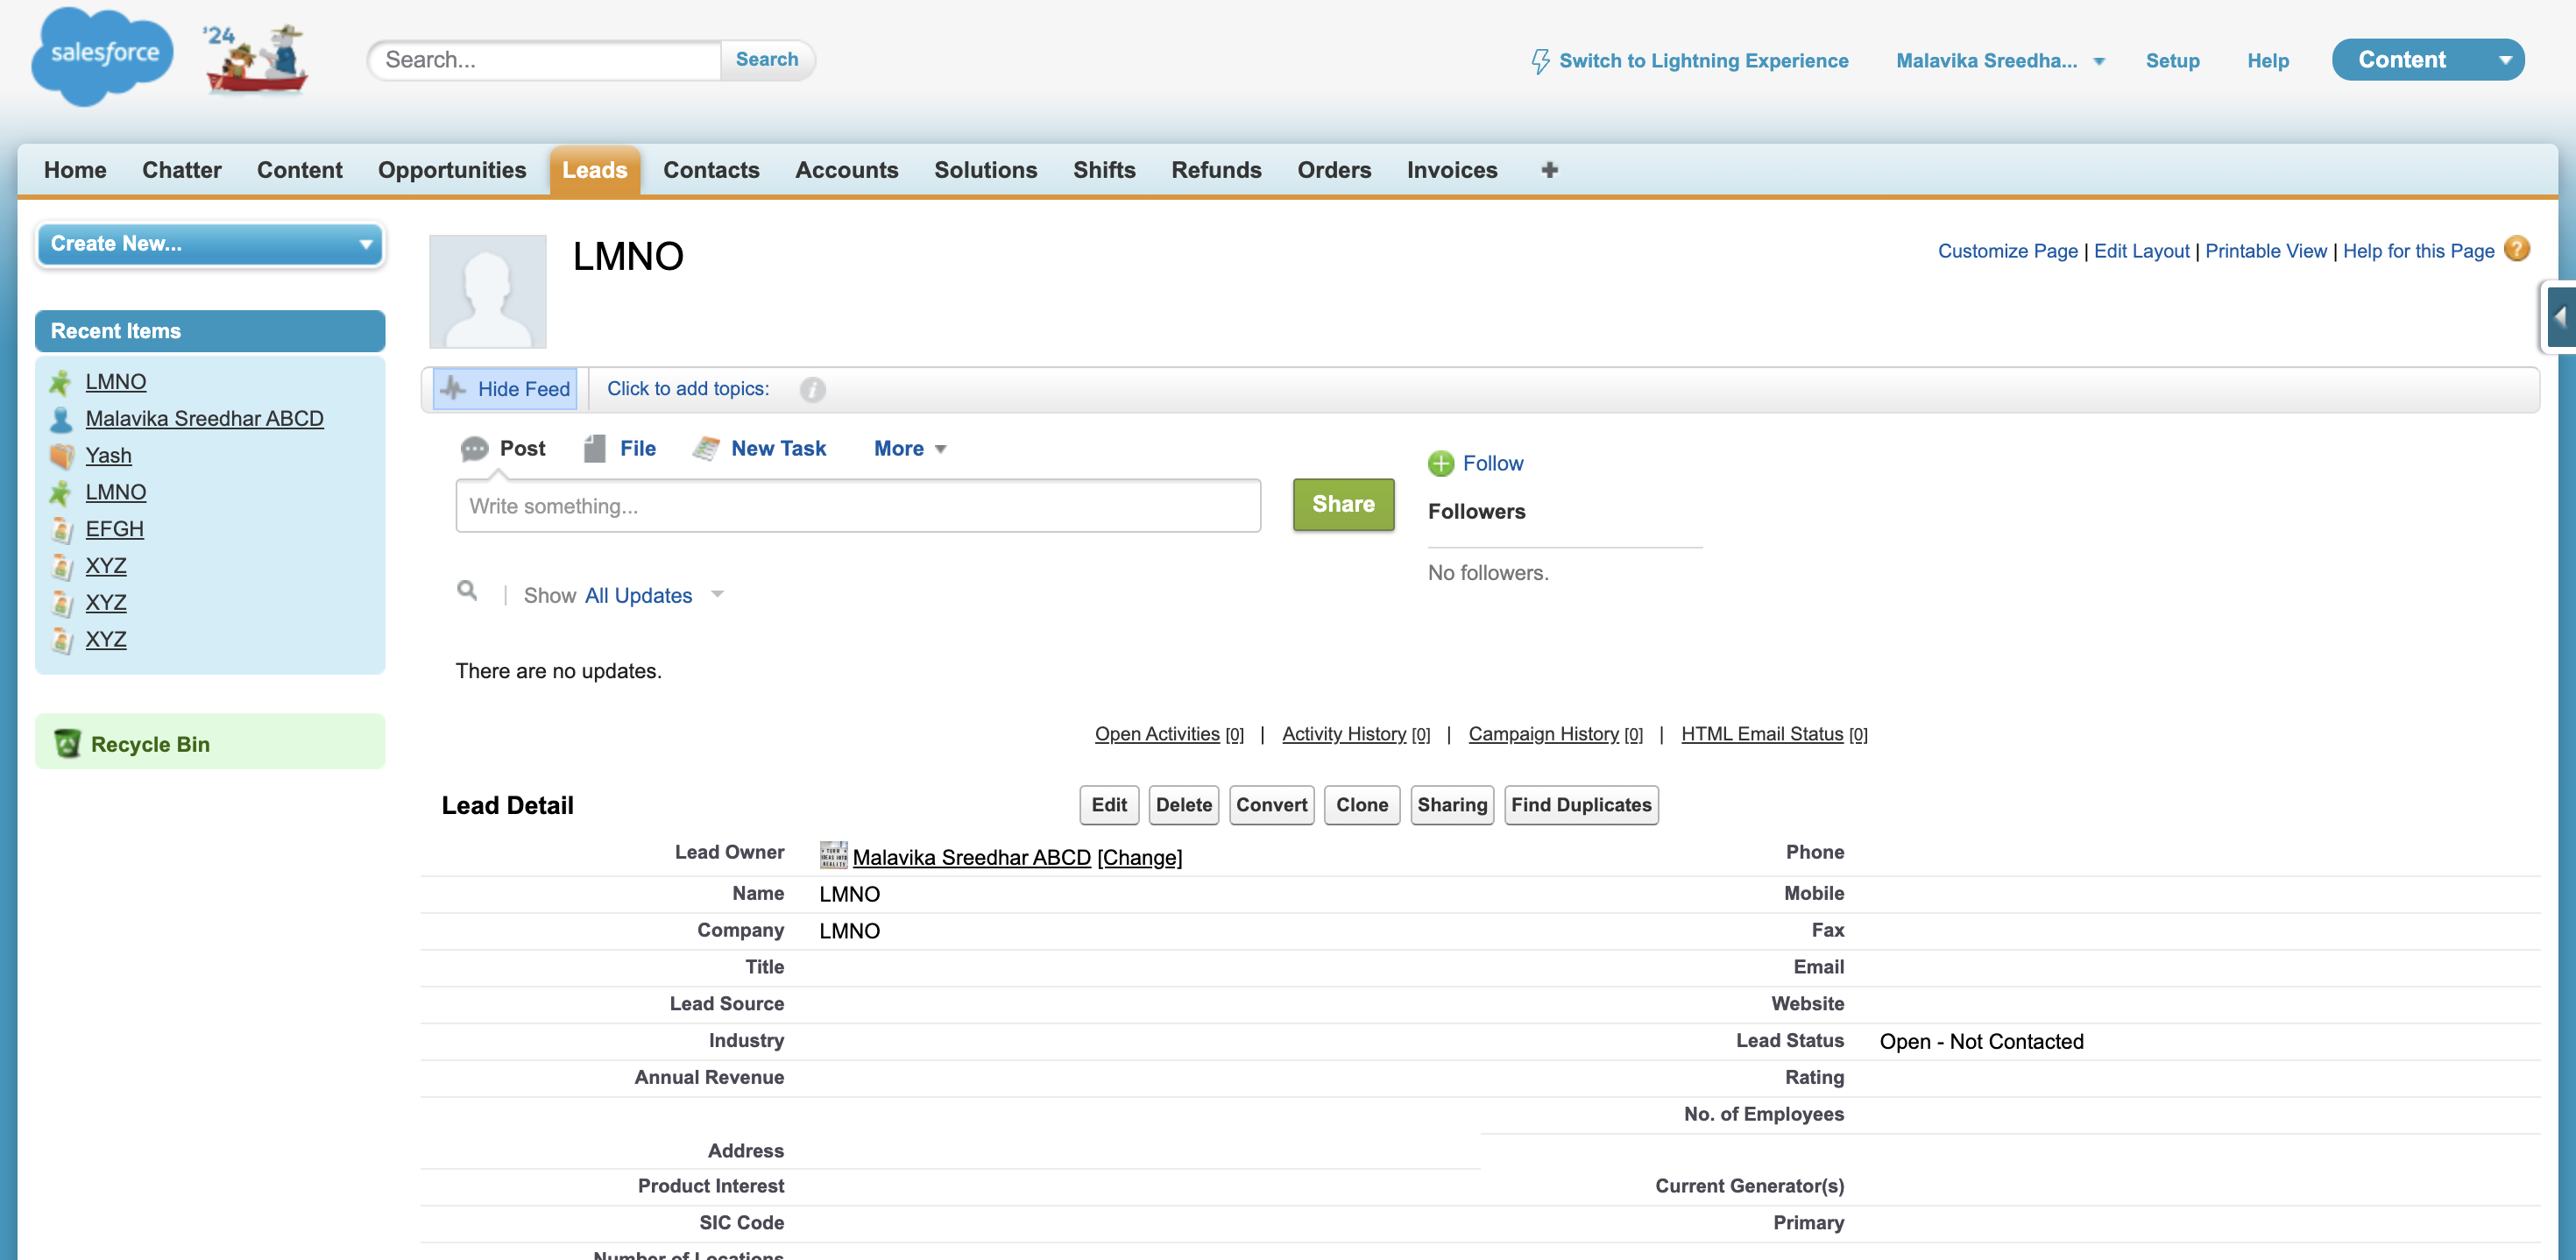 salesforce
'24
Search...
Search
Switch to Lightning Experience
Malavika Sreedha...
Setup
Help
Content
Home
Chatter
Content
Opportunities
Leads
Contacts
Accounts
Solutions
Shifts
Refunds
Orders
Invoices
Create New...
Recent Items
LMNO
Malavika Sreedhar ABCD
Yash
LMNO
EFGH
XYZ
XYZ
XYZ
Recycle Bin
LMNO
Customize Page | Edit Layout | Printable View | Help for this Page
Hide Feed
Click to add topics:
Post
File
New Task
More
Write something...
Share
Follow
Followers
No followers.
Show All Updates
There are no updates.
Open Activities [0] | Activity History [0] | Campaign History [0] | HTML Email Status [0]
Lead Detail
Edit
Delete
Convert
Clone
Sharing
Find Duplicates
Lead Owner Malavika Sreedhar ABCD [Change]
Phone
Name LMNO
Mobile
Company LMNO
Fax
Title
Email
Lead Source
Website
Industry
Lead Status Open - Not Contacted
Annual Revenue
Rating
No. of Employees
Address
Product Interest
Current Generator(s)
SIC Code
Primary
Number of Locations